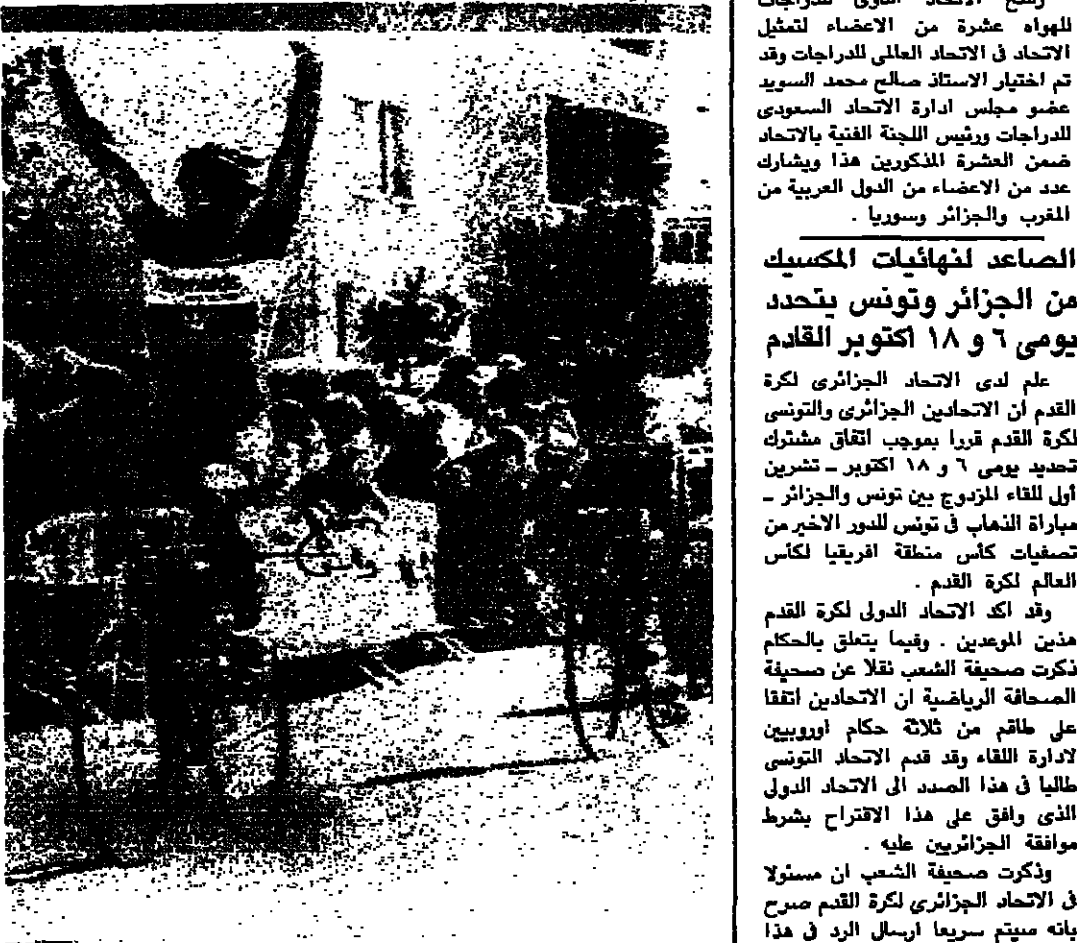 الاتحاد
للهواه عشرة من الاعضاء لتمثيل
الاتحاد فى الاتحاد العالمى للدراجات وقد
تم اختيار الاستاذ صالح محمد السويد
عضو مجلس ادارة الاتحاد السعودى
للدراجات ورئيس اللجنة الفنية بالاتحاد
ضمن العشرة المذكورين هذا ويشارك
عدد من الاعضاء من الدول العربية من
المغرب والجزائر وسوريا .
الصاعد لنهائيات المكسيك
من الجزائر وتونس يتحدد
يومى ٦ و ١٨ اكتوبر القادم
علم لدى الاتحاد الجزائرى لكرة
القدم ان الاتحادين الجزائرى والتونسى
لكرة القدم قررا بموجب اتفاق مشترك
تحديد يومى ٦ و ١٨ اكتوبر ـ تشرين
أول للقاء المزدوج بين تونس والجزائر ـ
مباراة الذهاب فى تونس للدور الاخير من
تصفيات كأس منطقة افريقيا لكاس
العالم لكرة القدم .
وقد اكد الاتحاد الدولى لكرة القدم
هذين الموعدين . وفيما يتعلق بالحكام
ذكرت صحيفة الشعب نقلا عن صحيفة
الصحافة الرياضية ان الاتحادين اتفقا
على طاقم من ثلاثة حكام اوروبيين
لادارة اللقاء وقد قدم الاتحاد التونسى
طالبا فى هذا الصدد الى الاتحاد الدولى
الذى وافق على هذا الاقتراح بشرط
موافقة الجزائريين عليه .
وذكرت صحيفة الشعب ان مسئولا
فى الاتحاد الجزائرى لكرة القدم صرح
بانه سيتم سريعا ارسال الرد فى هذا